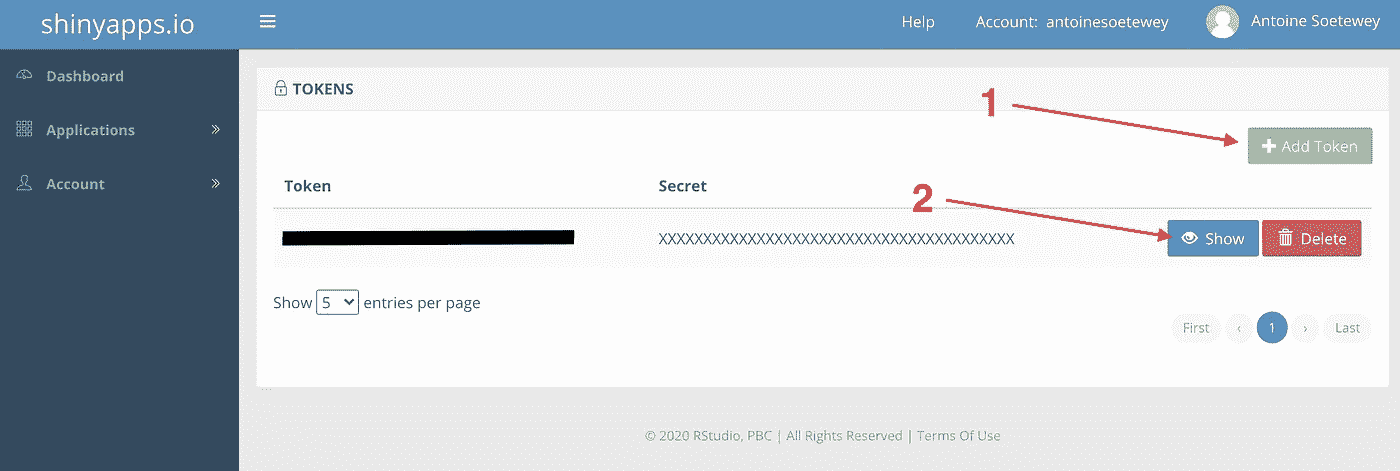 shinyapps.io
Help Account: antoinesoetewey Antoine Soetewey
Dashboard
Applications
Account
TOKENS
1
+ Add Token
Token Secret
2
XXXXXXXXXXXXXXXXXXXXXXXXXXXXXXXXXXXXXXXX Show Delete
Show 5 entries per page
First ‹ 1 › Last
© 2020 RStudio, PBC | All Rights Reserved | Terms Of Use